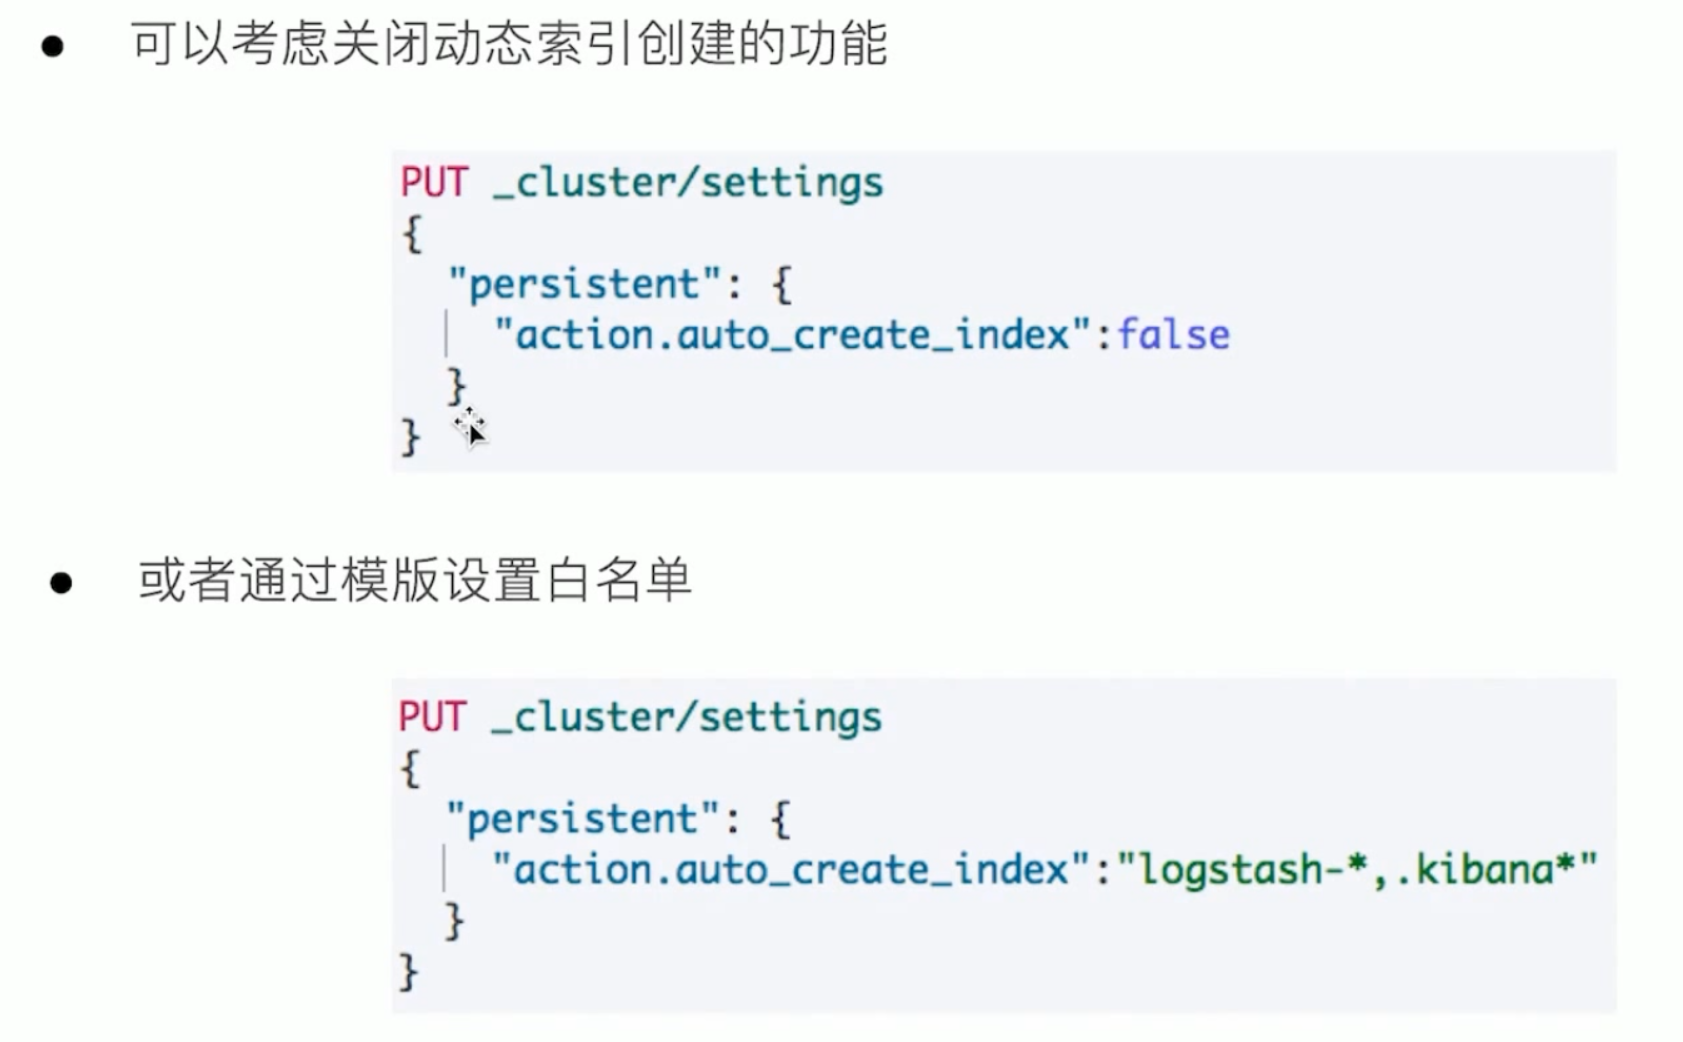 ● 可以考虑关闭动态索引创建的功能
PUT _cluster/settings
{
  "persistent": {
    "action.auto_create_index":false
  }
}
● 或者通过模版设置白名单
PUT _cluster/settings
{
  "persistent": {
    "action.auto_create_index":"logstash-*,.kibana*"
  }
}